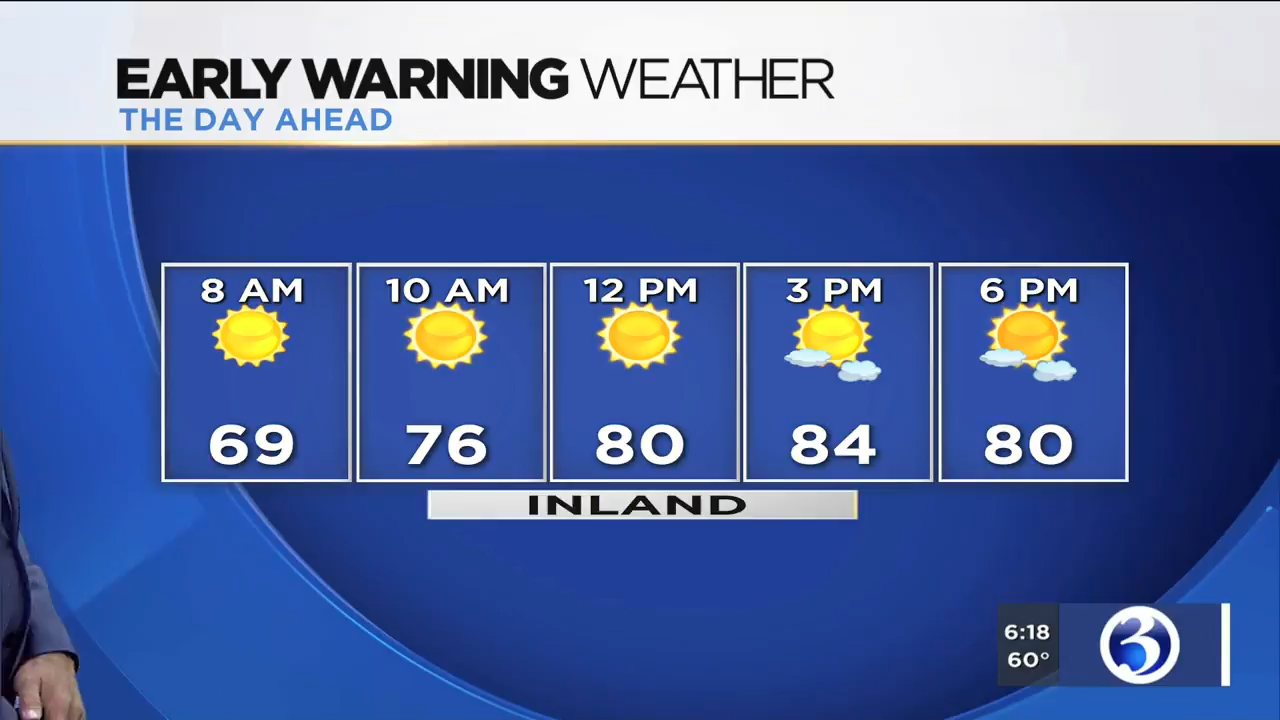 EARLY WARNING WEATHER
THE DAY AHEAD
8 AM 10 AM 12 PM 3 PM 6 PM
69 76 80 84 80
INLAND
6:18
60°
3